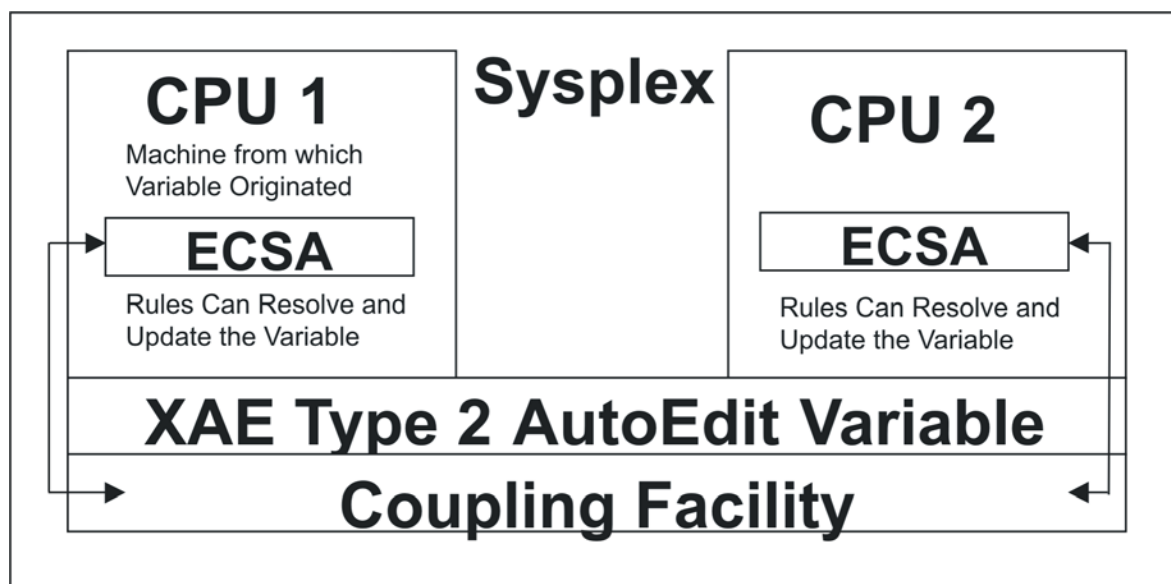 Sysplex
CPU 1
Machine from which
Variable Originated
ECSA
Rules Can Resolve and
Update the Variable
CPU 2
ECSA
Rules Can Resolve and
Update the Variable
XAE Type 2 AutoEdit Variable
Coupling Facility